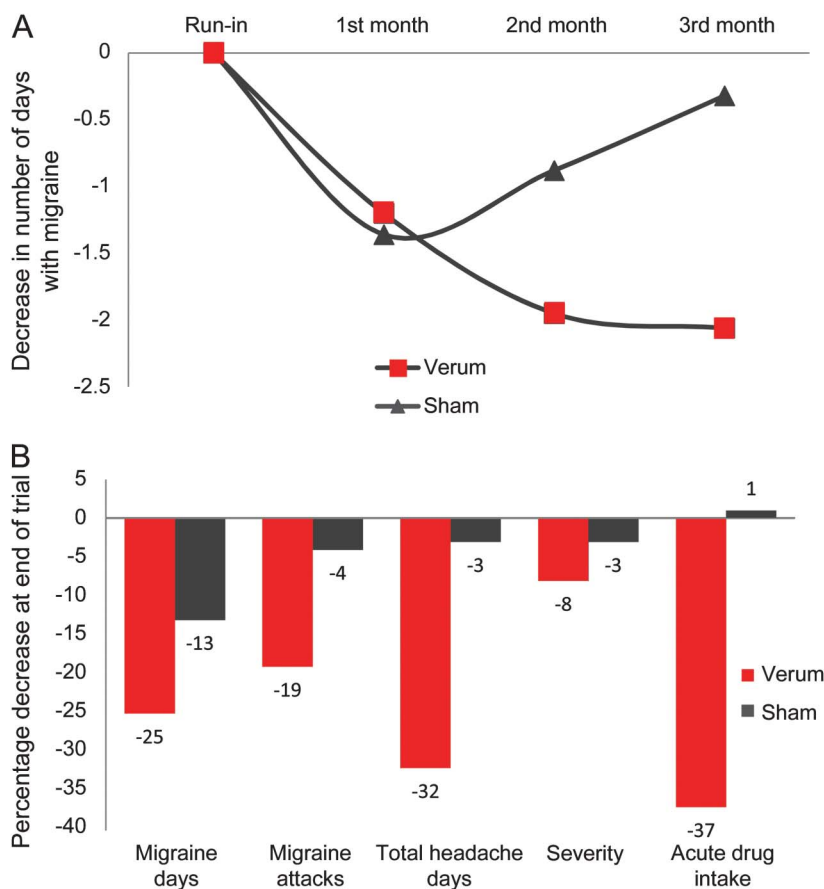 A
Run-in 1st month 2nd month 3rd month
Decrease in number of days
with migraine
0
-0.5
-1
-1.5
-2
-2.5
Verum
Sham
B
Percentage decrease at end of trial
5
0
-5
-10
-15
-20
-25
-30
-35
-40
-25
-13
-19
-4
-32
-3
-8
-3
-37
1
Verum
Sham
Migraine
days
Migraine
attacks
Total headache
days
Severity
Acute drug
intake